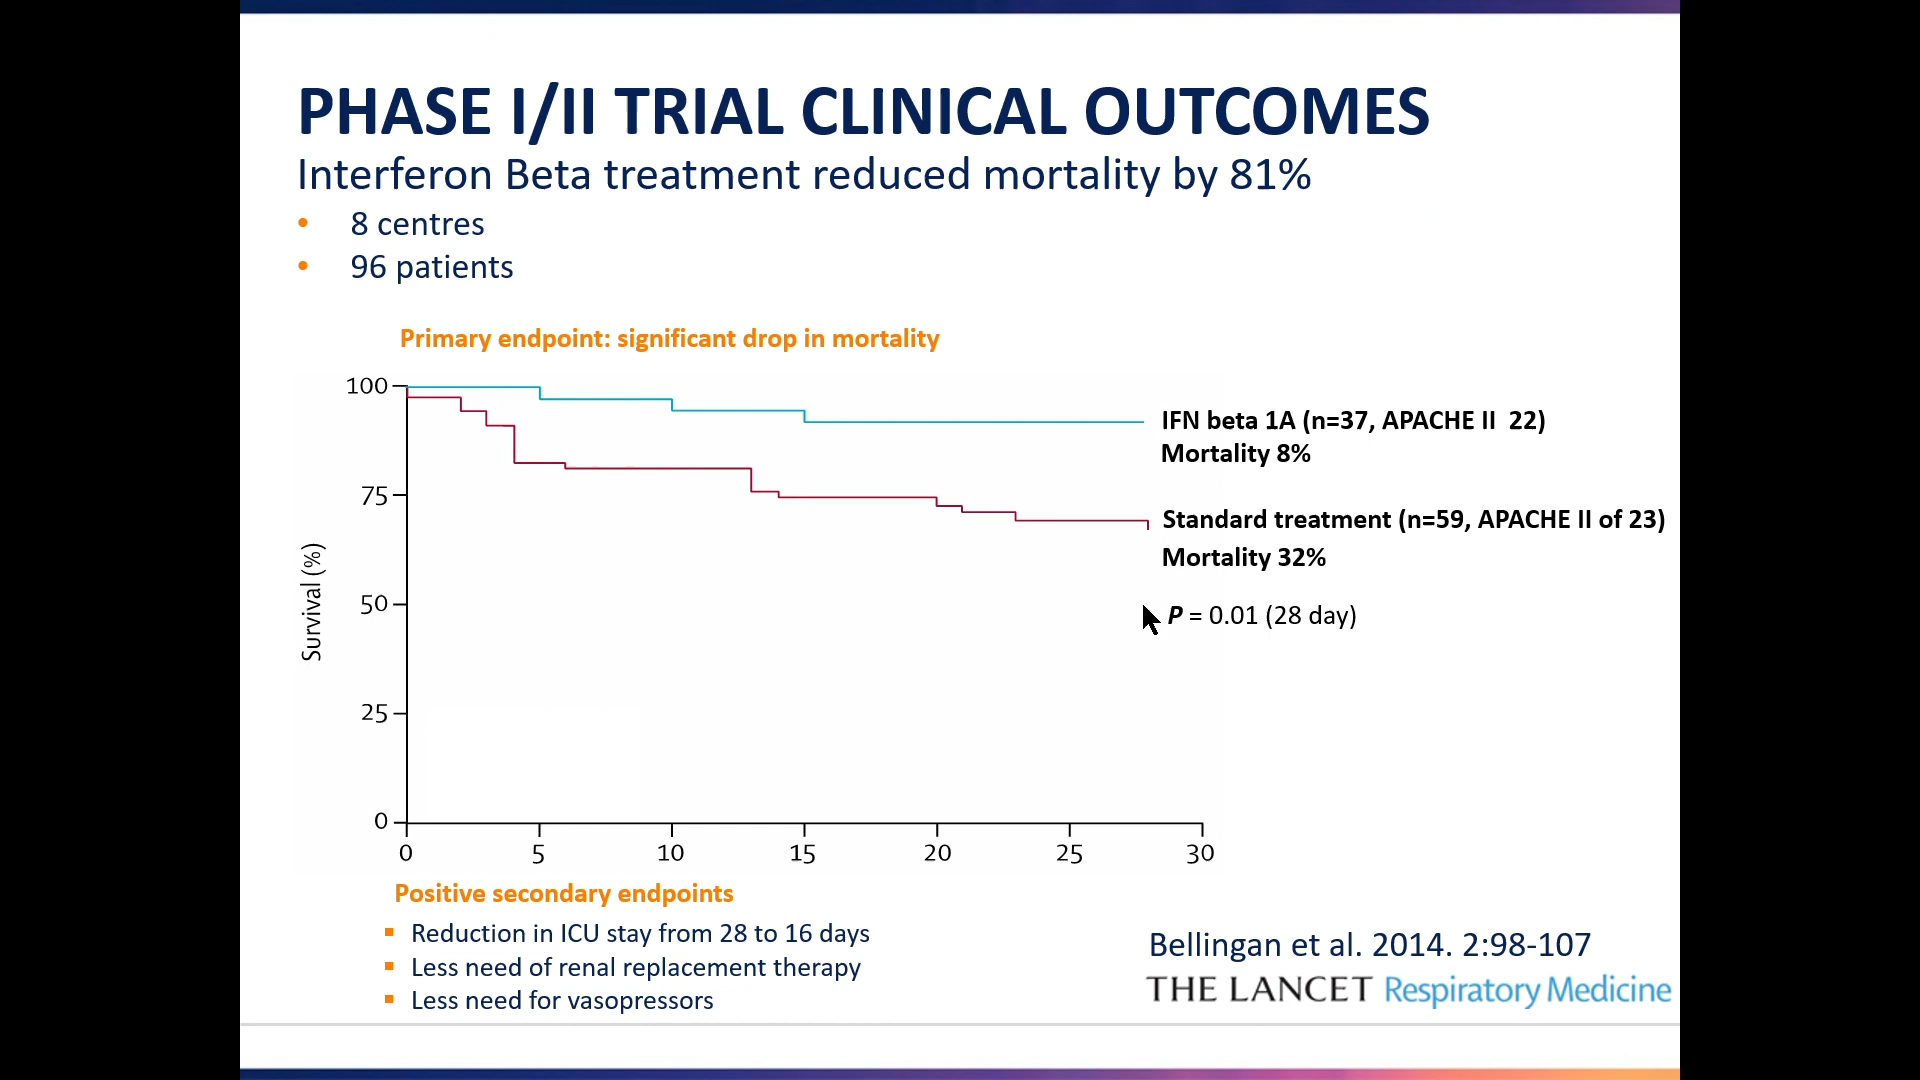 PHASE I/II TRIAL CLINICAL OUTCOMES
Interferon Beta treatment reduced mortality by 81%
• 8 centres
• 96 patients
Primary endpoint: significant drop in mortality
Survival (%)
100
75
50
25
0
0 5 10 15 20 25 30
IFN beta 1A (n=37, APACHE II  22)
Mortality 8%
Standard treatment (n=59, APACHE II of 23)
Mortality 32%
P = 0.01 (28 day)
Positive secondary endpoints
▪ Reduction in ICU stay from 28 to 16 days
▪ Less need of renal replacement therapy
▪ Less need for vasopressors
Bellingan et al. 2014. 2:98-107
THE LANCET Respiratory Medicine